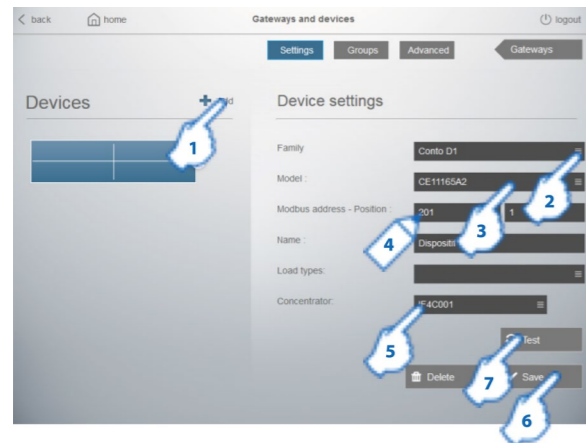 back
home
Gateways and devices
logout
Settings
Groups
Advanced
Gateways
Devices
Device settings
1
Family
Conto D1
2
Model :
CE11165A2
3
Modbus address - Position :
201
1
4
Name :
Load types:
Concentrator:
IF4C001
5
Test
7
Delete
Save
6